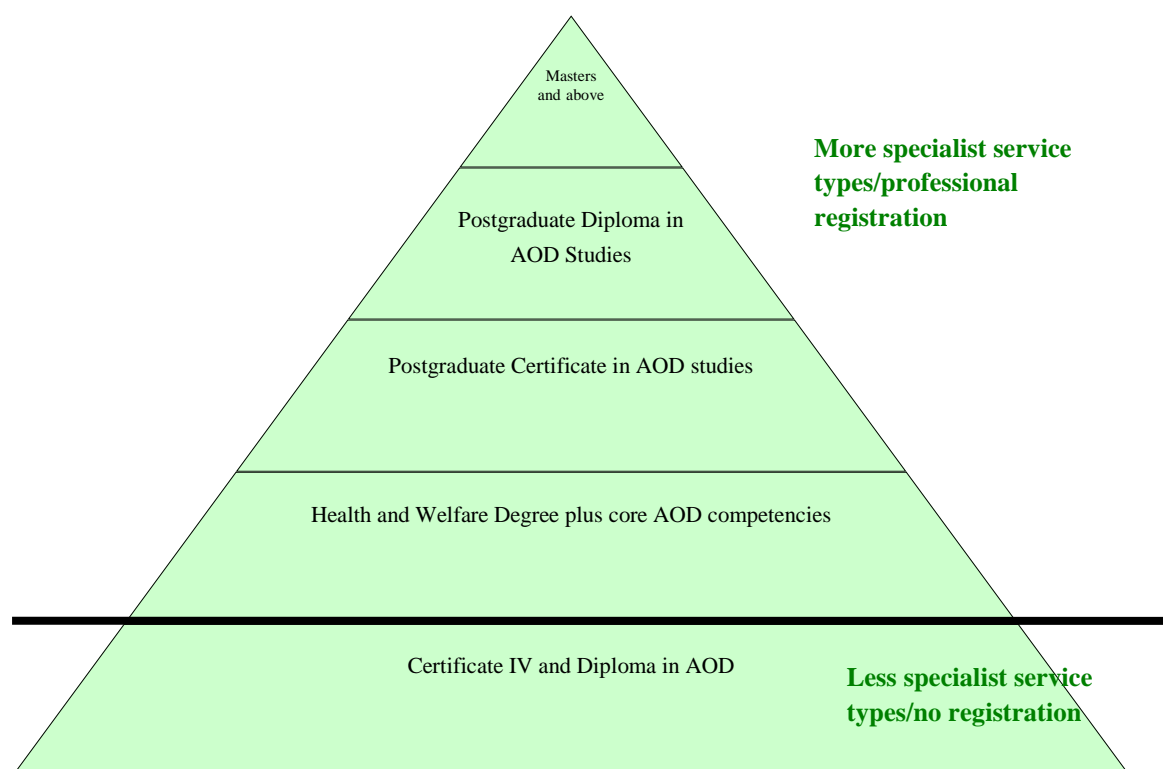 Masters
and above
More specialist service
types/professional
registration
Postgraduate Diploma in
AOD Studies
Postgraduate Certificate in AOD studies
Health and Welfare Degree plus core AOD competencies
Certificate IV and Diploma in AOD
Less specialist service
types/no registration